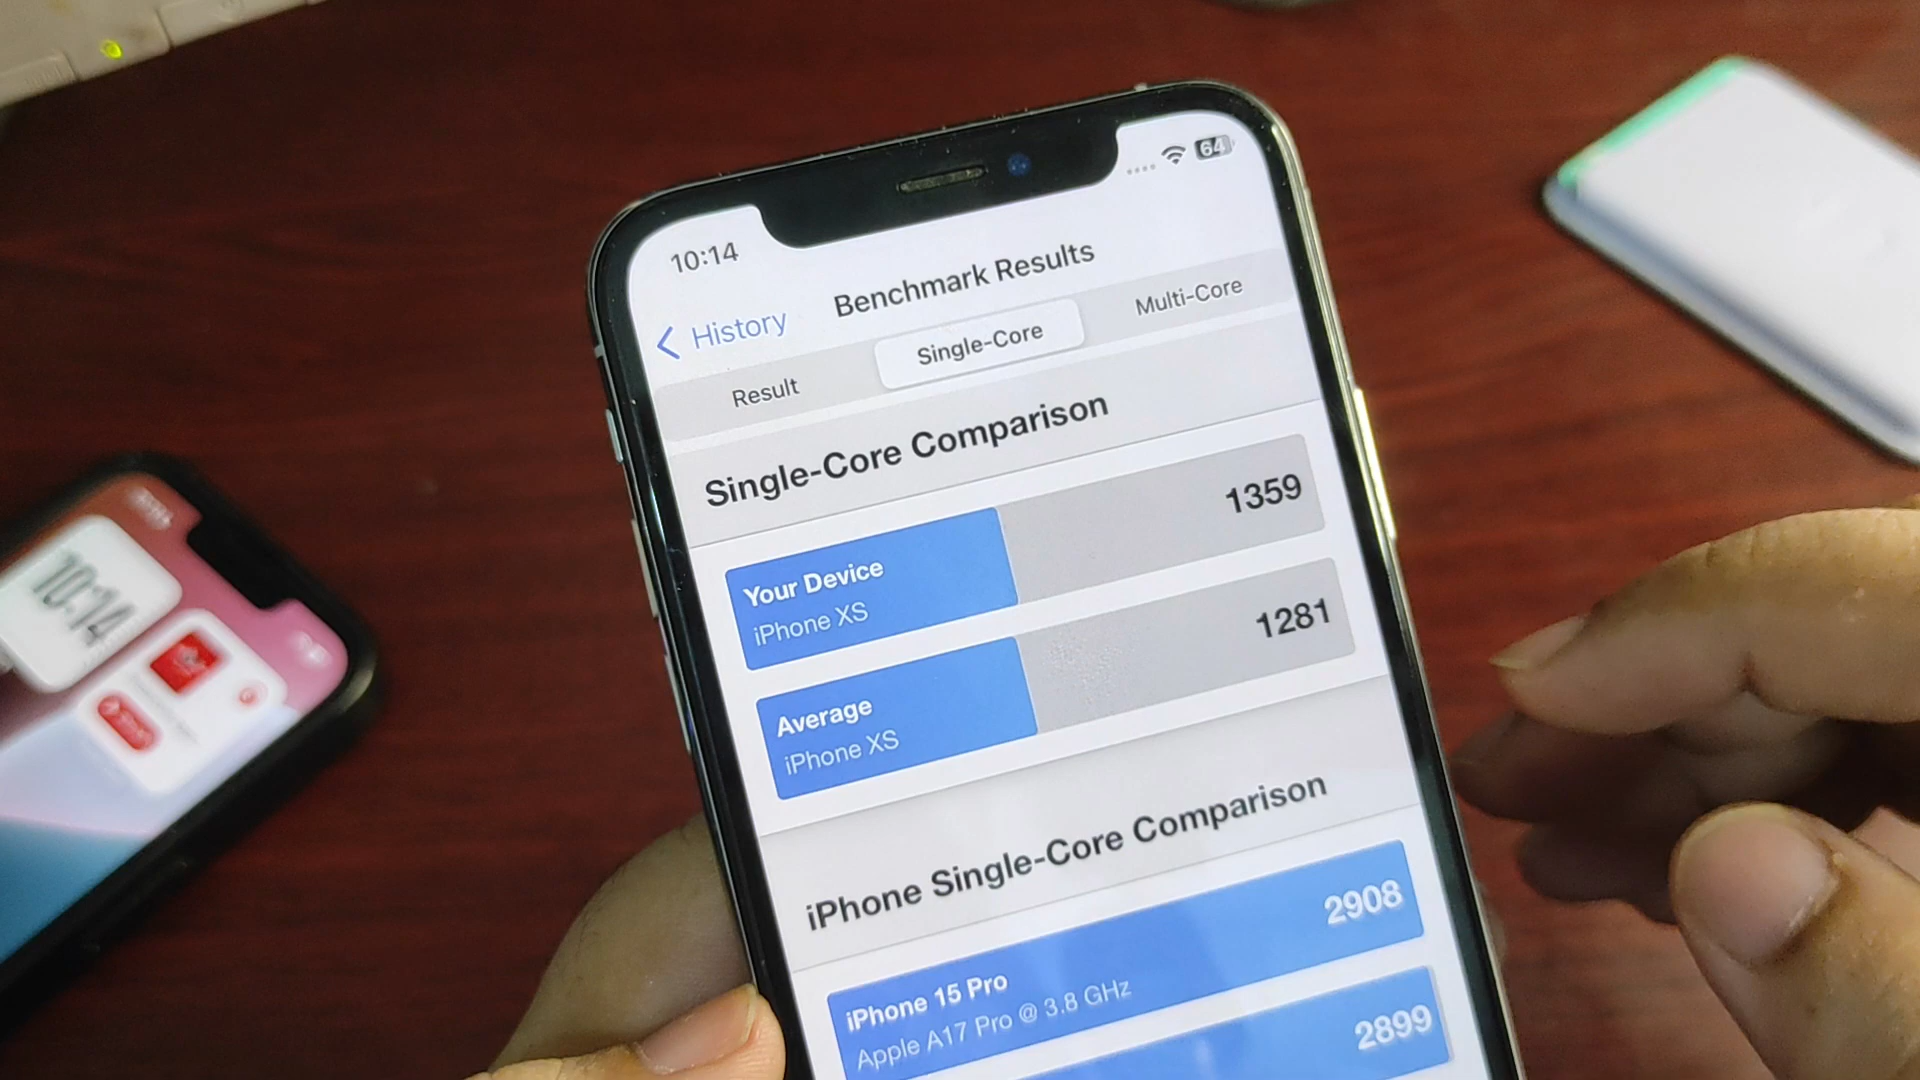 10:14
64
History
Benchmark Results
Result
Single-Core
Multi-Core
Single-Core Comparison
Your Device
iPhone XS
1359
Average
iPhone XS
1281
iPhone Single-Core Comparison
iPhone 15 Pro
Apple A17 Pro @ 3.8 GHz
2908
2899
10:14